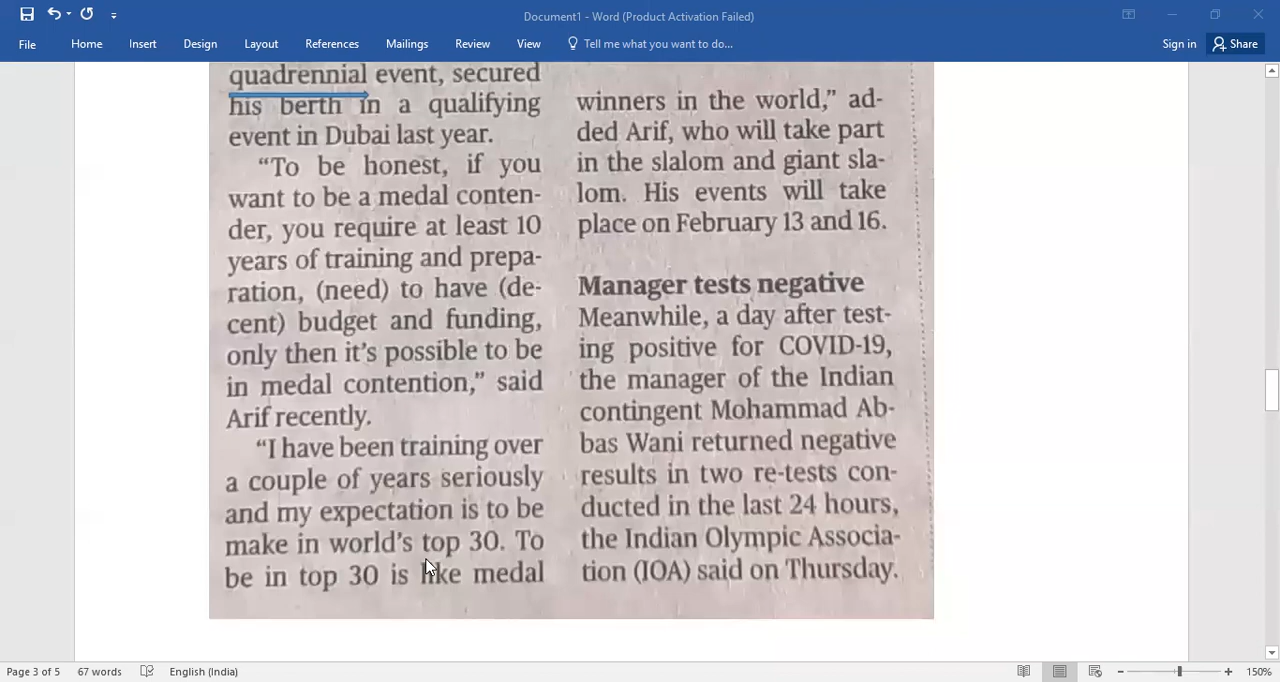 Document1 - Word (Product Activation Failed)
File Home Insert Design Layout References Mailings Review View Tell me what you want to do... Sign in Share
quadrennial event, secured
his berth in a qualifying
event in Dubai last year.
“To be honest, if you
want to be a medal conten-
der, you require at least 10
years of training and prepa-
ration, (need) to have (de-
cent) budget and funding,
only then it’s possible to be
in medal contention,” said
Arif recently.
“I have been training over
a couple of years seriously
and my expectation is to be
make in world’s top 30. To
be in top 30 is like medal
winners in the world,” ad-
ded Arif, who will take part
in the slalom and giant sla-
lom. His events will take
place on February 13 and 16.
Manager tests negative
Meanwhile, a day after test-
ing positive for COVID-19,
the manager of the Indian
contingent Mohammad Ab-
bas Wani returned negative
results in two re-tests con-
ducted in the last 24 hours,
the Indian Olympic Associa-
tion (IOA) said on Thursday.
Page 3 of 5 67 words English (India) 150%